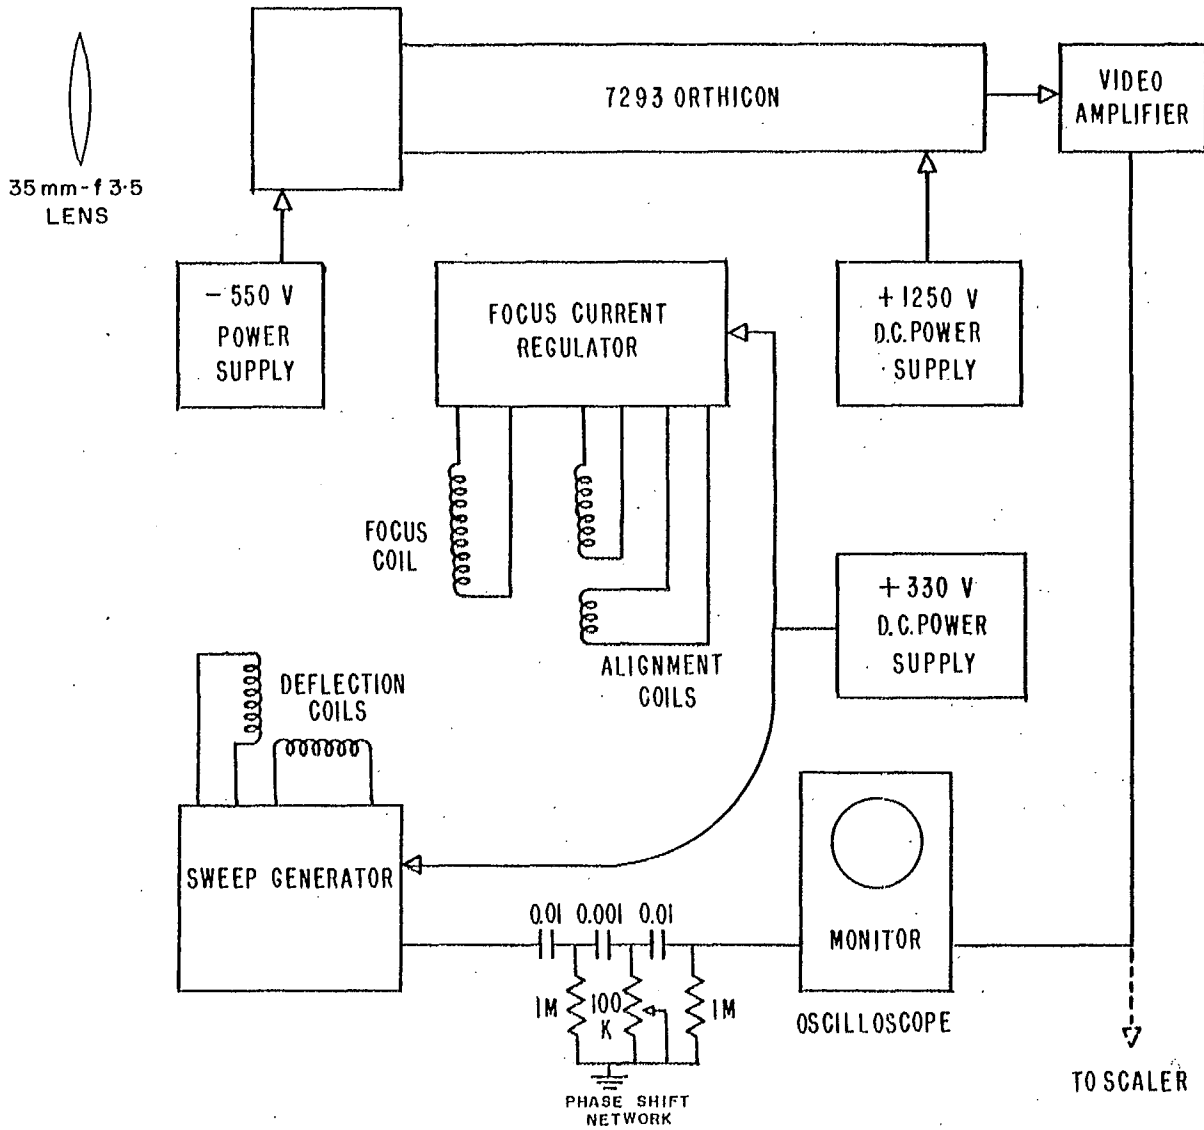 7293 ORTHICON
VIDEO
AMPLIFIER
35mm-f 3·5
LENS
- 550 V
POWER
SUPPLY
FOCUS CURRENT
REGULATOR
+1250 V
D.C. POWER
SUPPLY
FOCUS
COIL
+330 V
D.C. POWER
SUPPLY
ALIGNMENT
COILS
DEFLECTION
COILS
SWEEP GENERATOR
0.01 0.001 0.01
1M
100
K
1M
MONITOR
OSCILLOSCOPE
PHASE SHIFT
NETWORK
TO SCALER